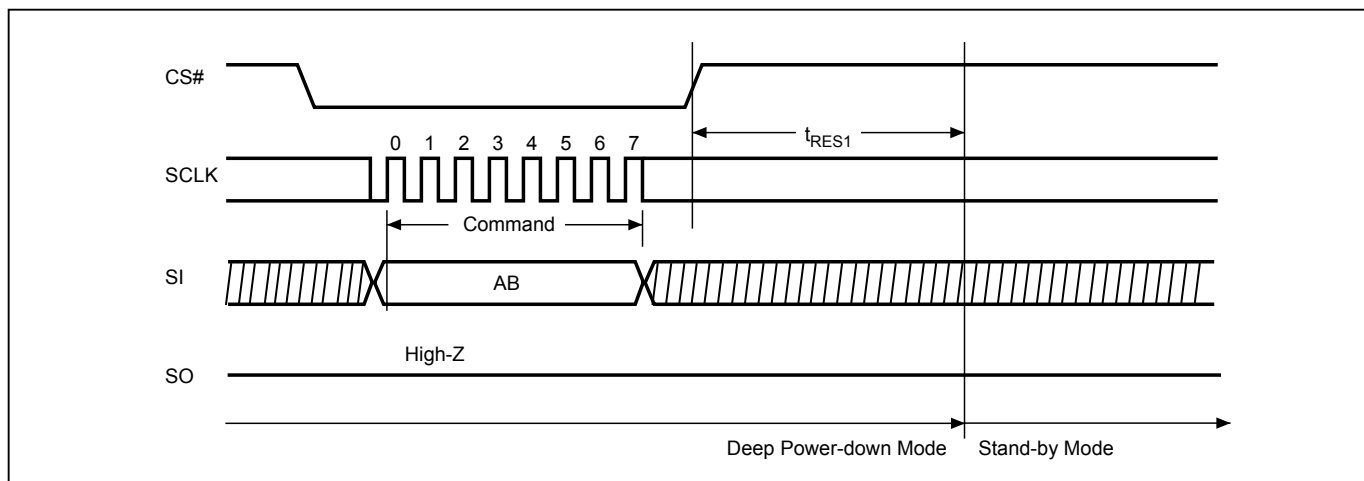 CS#
t_RES1
0 1 2 3 4 5 6 7
SCLK
Command
SI
AB
High-Z
SO
Deep Power-down Mode Stand-by Mode